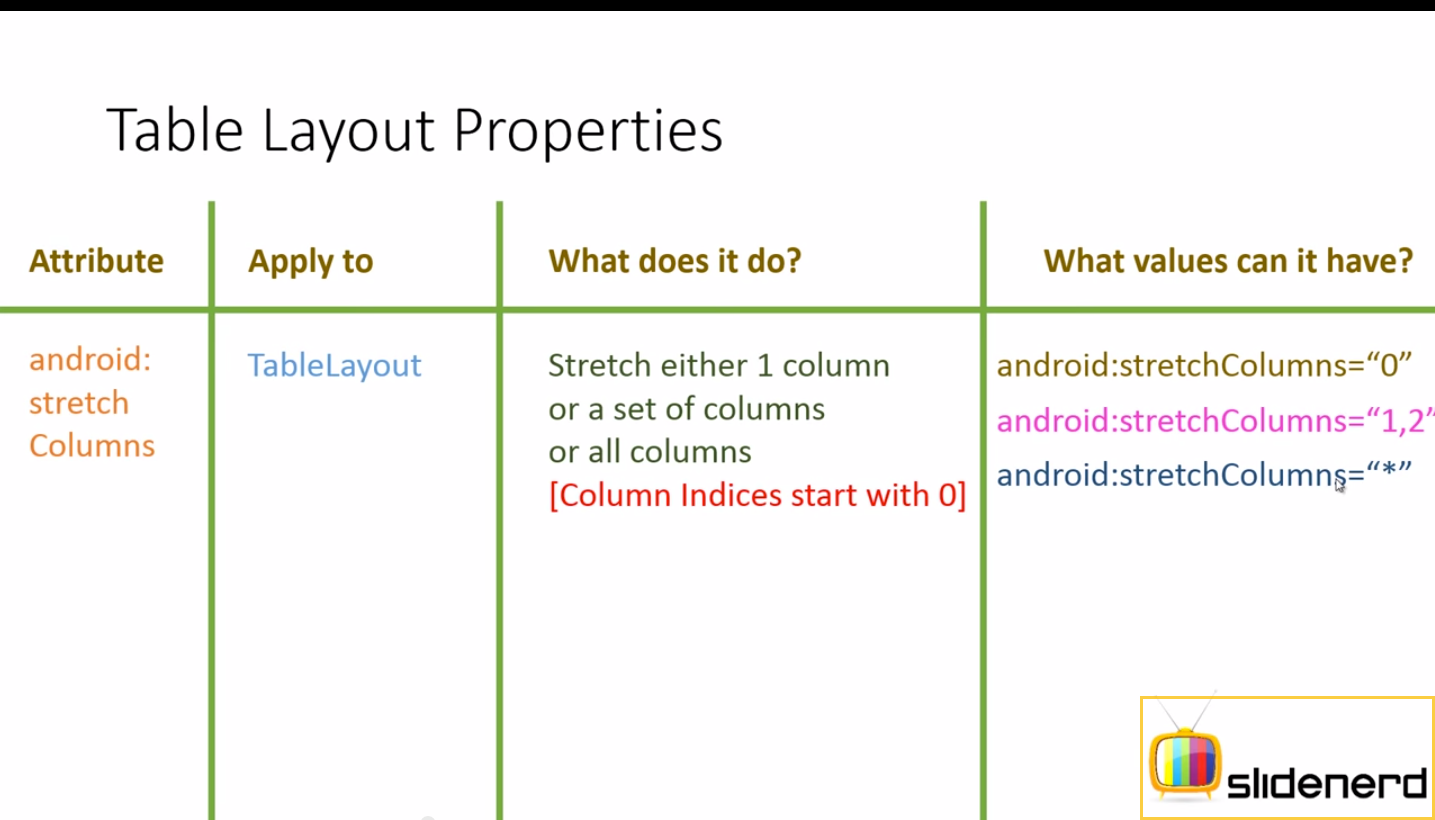 Table Layout Properties
Attribute
Apply to
What does it do?
What values can it have?
android:
stretch
Columns
TableLayout
Stretch either 1 column
or a set of columns
or all columns
[Column Indices start with 0]
android:stretchColumns=“0”
android:stretchColumns=“1,2”
android:stretchColumns=“*”
slidenerd